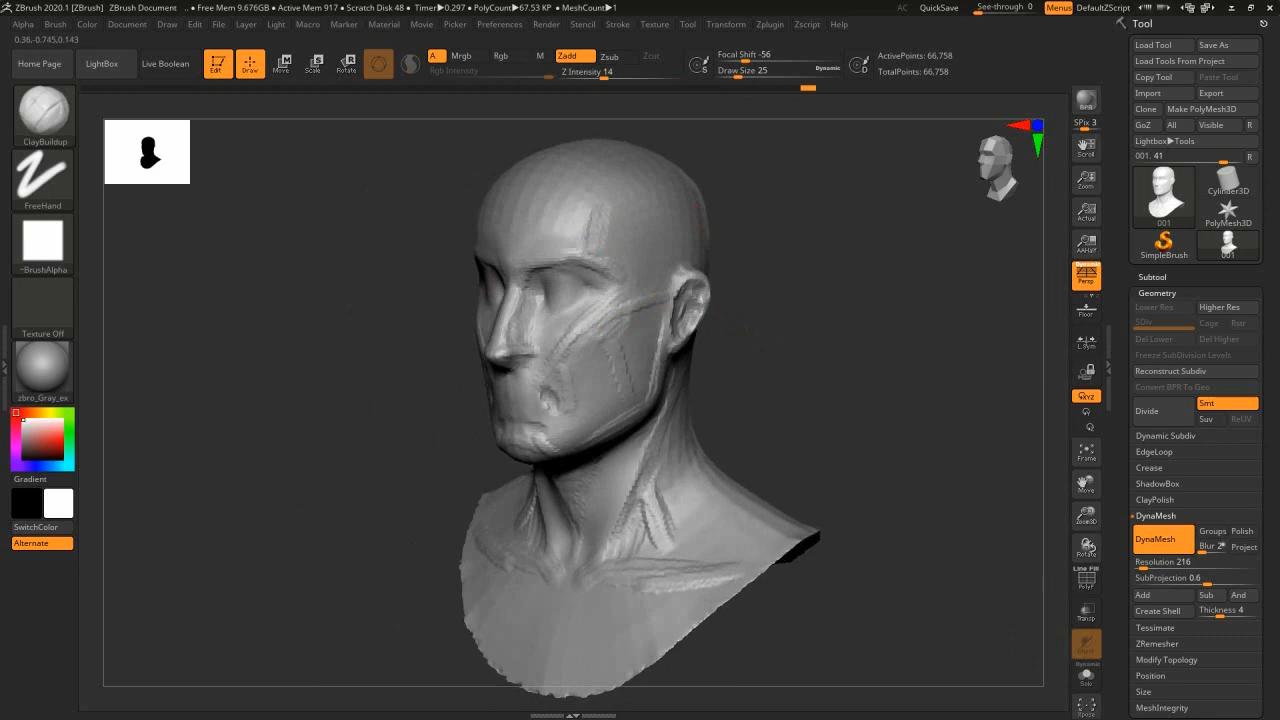 ZBrush 2020.1 [ZBrush] ZBrush Document .. • Free Mem 9.676GB • Active Mem 917 • Scratch Disk 48 • Timer▶0.297 • PolyCount▶67.53 KP • MeshCount▶1 AC QuickSave See-through 0 Menus DefaultZScript
Alpha Brush Color Document Draw Edit File Layer Light Macro Marker Material Movie Picker Preferences Render Stencil Stroke Texture Tool Transform Zplugin Zscript Help
0.36,-0.745,0.143
Home Page LightBox Live Boolean
Edit Draw Move Scale Rotate
A Mrgb Rgb M Zadd Zsub Zcut
Rgb Intensity Z Intensity 14
Focal Shift -56
Draw Size 25 Dynamic
S D
ActivePoints: 66,758
TotalPoints: 66,758
ClayBuildup
FreeHand
~BrushAlpha
Texture Off
zbro_Gray_ex
Gradient
SwitchColor
Alternate
BPR
SPix 3
Scroll
Zoom
Actual
AAHalf
Dynamic
Persp
Floor
L.Sym
XYZ
Frame
Move
Zoom3D
Rotate
Line Fill
PolyF
Transp
Ghost
Dynamic
Solo
Xpose
Tool
Load Tool Save As
Load Tools From Project
Copy Tool Paste Tool
Import Export
Clone Make PolyMesh3D
GoZ All Visible R
Lightbox▶Tools
001. 41 R
Cylinder3D
001 PolyMesh3D
SimpleBrush 001
Subtool
Geometry
Lower Res Higher Res
SDiv Cage Rstr
Del Lower Del Higher
Freeze SubDivision Levels
Reconstruct Subdiv
Convert BPR To Geo
Divide Smt
Suv ReUV
Dynamic Subdiv
EdgeLoop
Crease
ShadowBox
ClayPolish
DynaMesh
DynaMesh Groups Polish
Blur 2 Project
Resolution 216
SubProjection 0.6
Add Sub And
Create Shell Thickness 4
Tessimate
ZRemesher
Modify Topology
Position
Size
MeshIntegrity